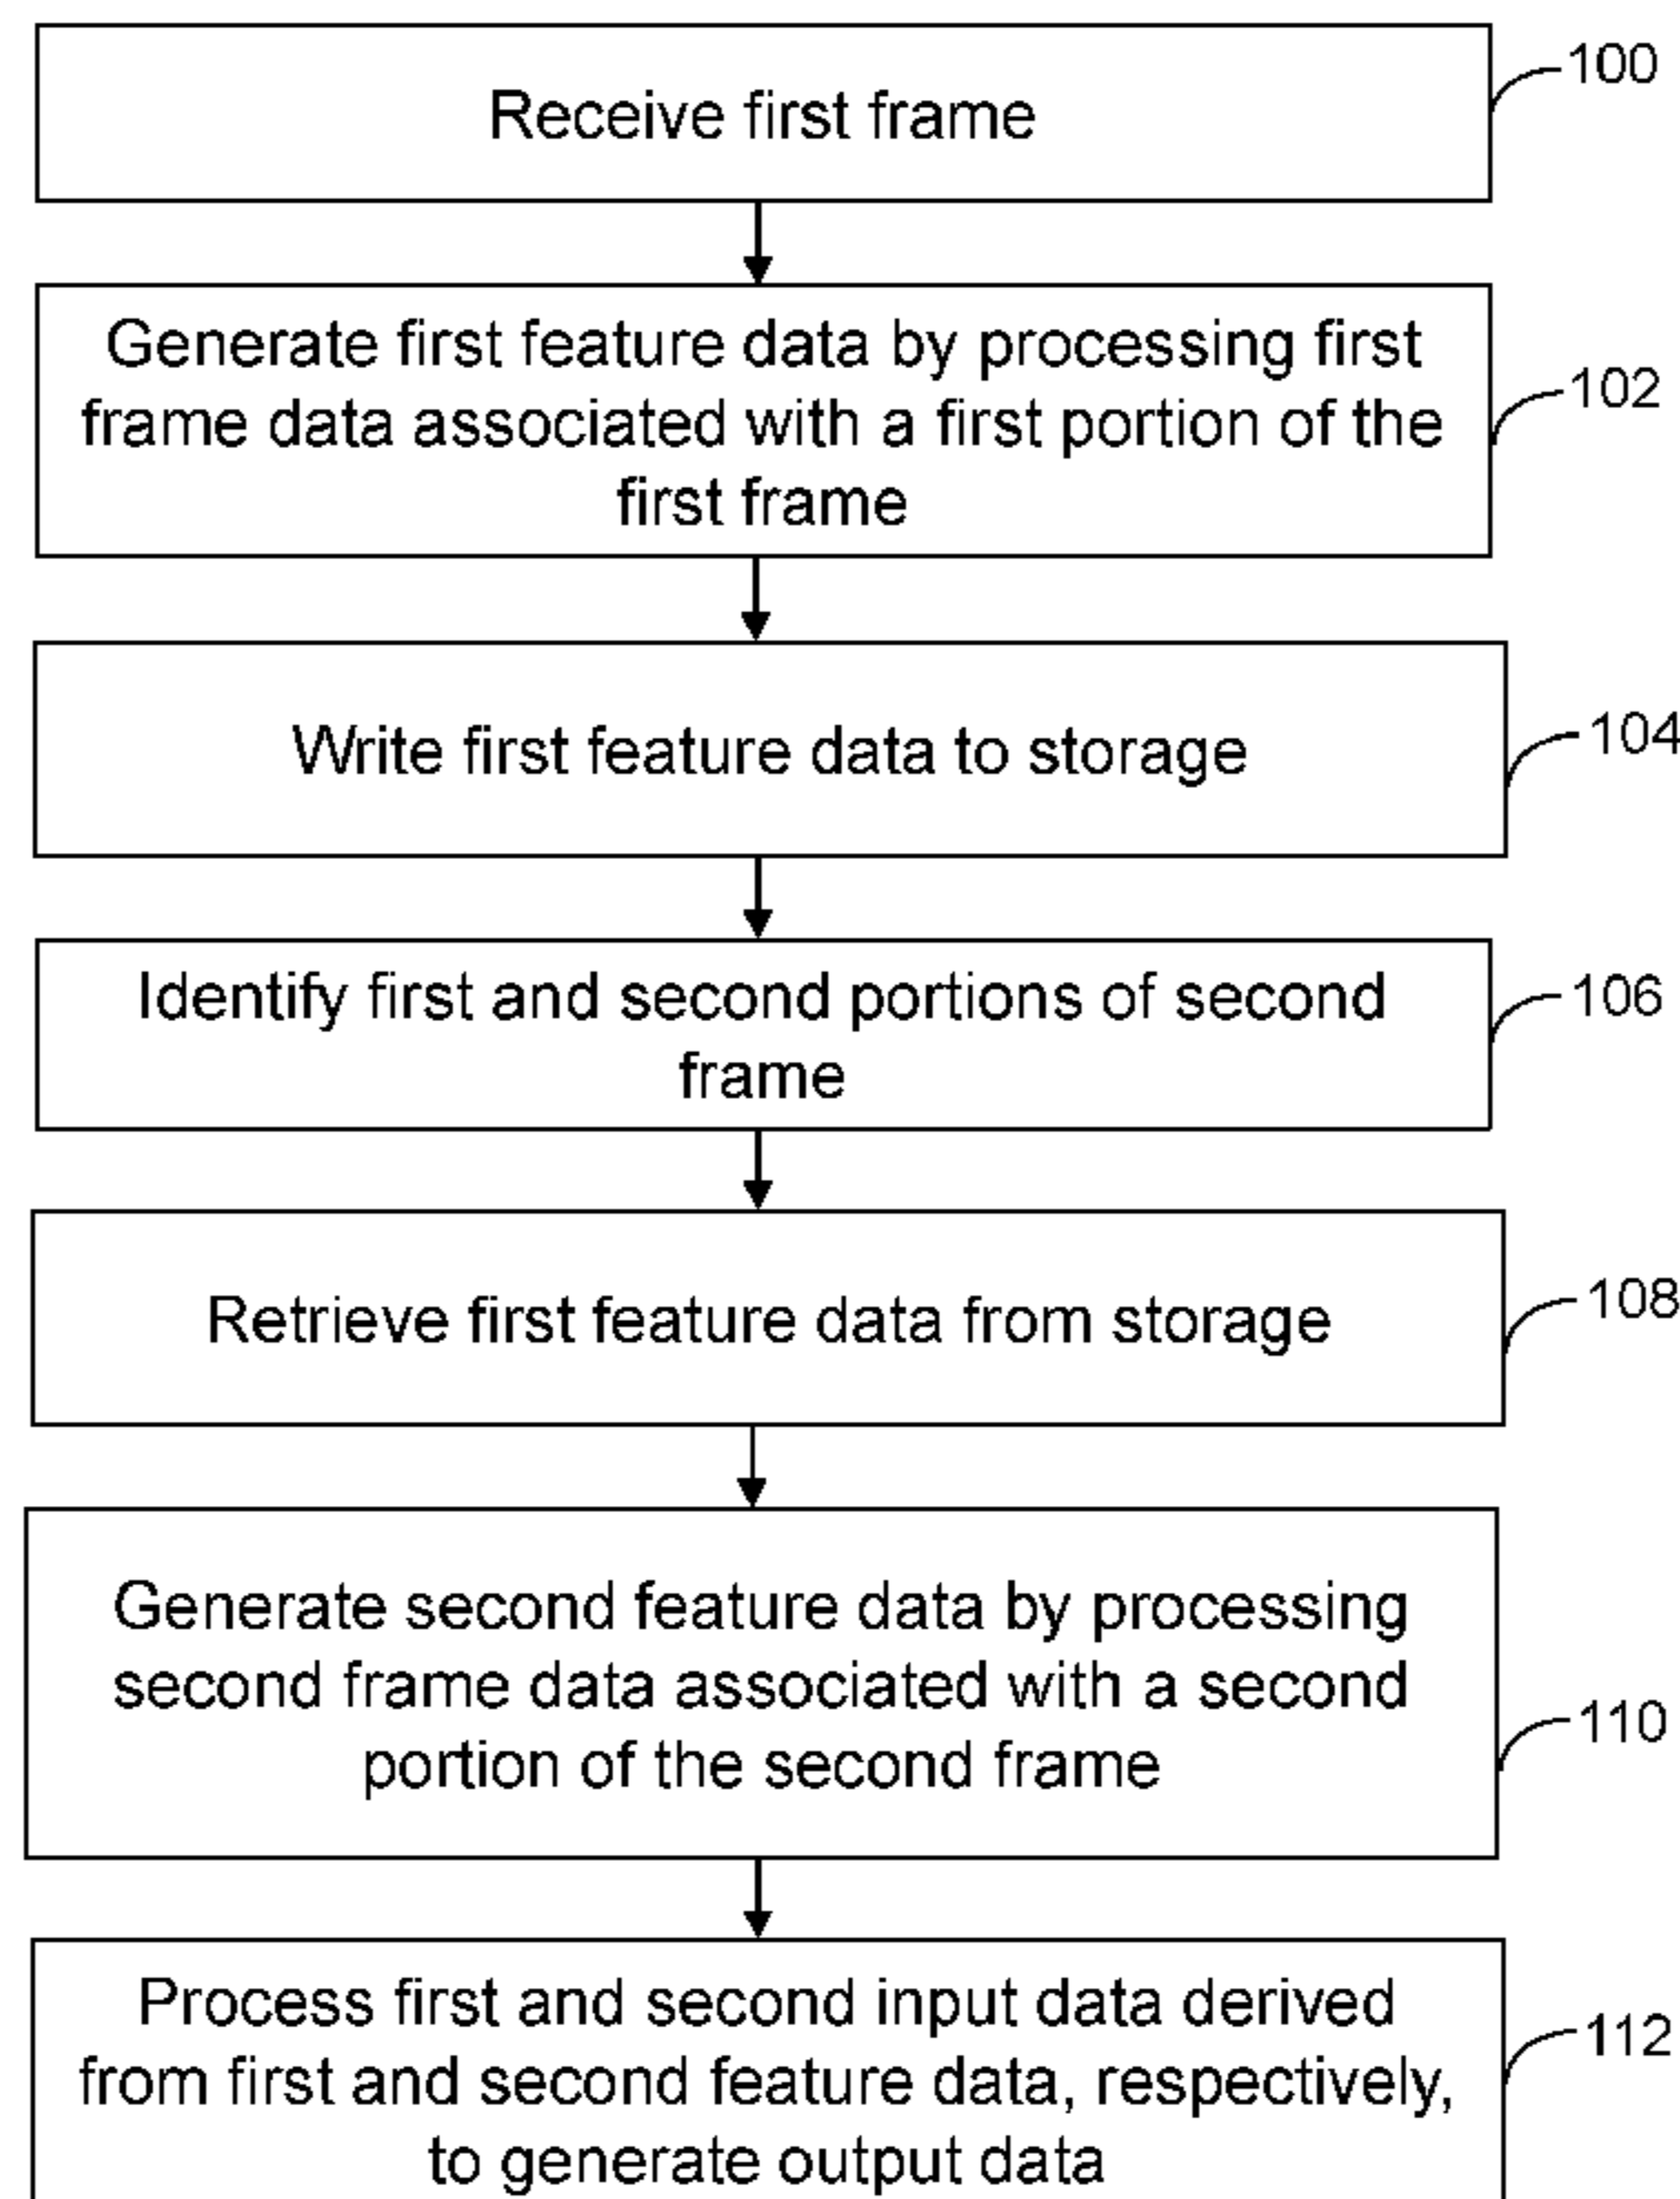 Receive first frame
100
Generate first feature data by processing first
frame data associated with a first portion of the
first frame
102
Write first feature data to storage
104
Identify first and second portions of second
frame
106
Retrieve first feature data from storage
108
Generate second feature data by processing
second frame data associated with a second
portion of the second frame
110
Process first and second input data derived
from first and second feature data, respectively,
to generate output data
112